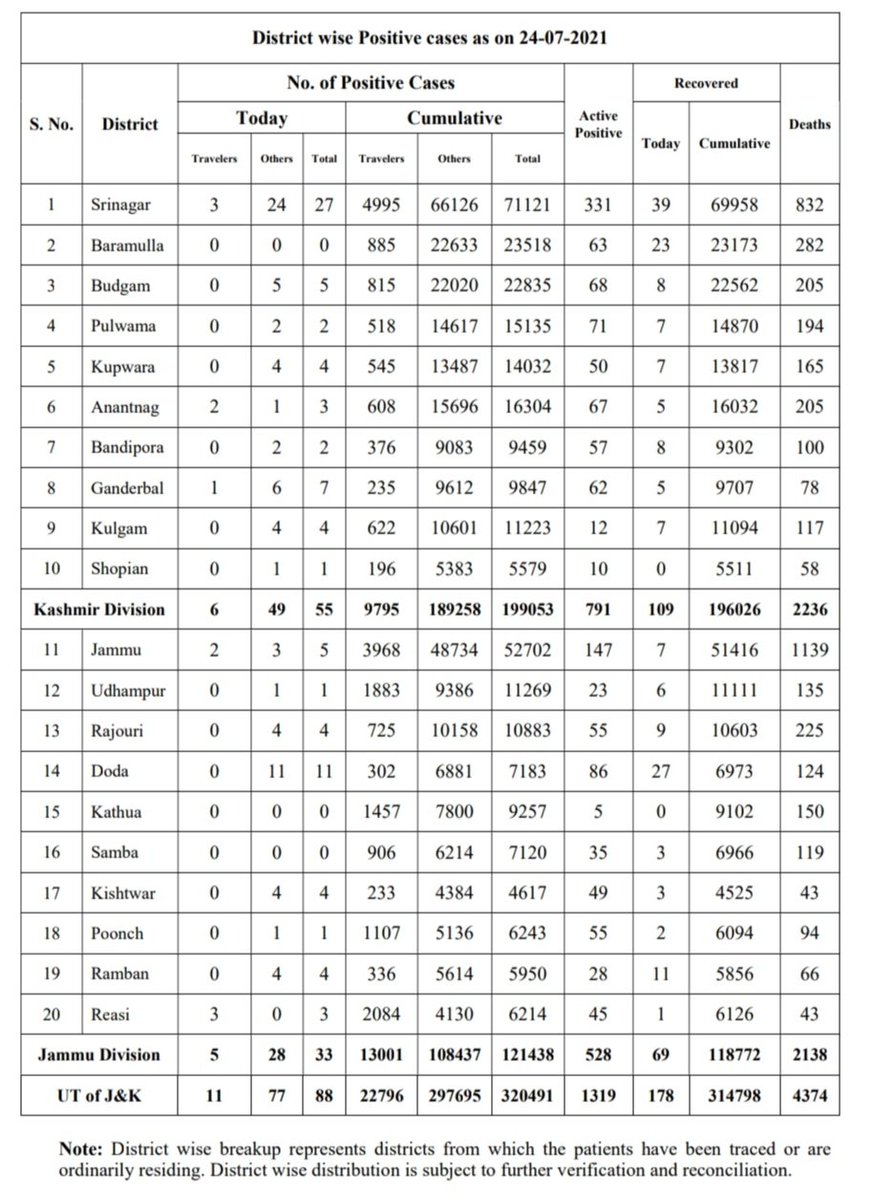 District wise Positive cases as on 24-07-2021
S. No. District No. of Positive Cases Active Positive Recovered Deaths
Today Cumulative Today Cumulative
Travelers Others Total Travelers Others Total
1 Srinagar 3 24 27 4995 66126 71121 331 39 69958 832
2 Baramulla 0 0 0 885 22633 23518 63 23 23173 282
3 Budgam 0 5 5 815 22020 22835 68 8 22562 205
4 Pulwama 0 2 2 518 14617 15135 71 7 14870 194
5 Kupwara 0 4 4 545 13487 14032 50 7 13817 165
6 Anantnag 2 1 3 608 15696 16304 67 5 16032 205
7 Bandipora 0 2 2 376 9083 9459 57 8 9302 100
8 Ganderbal 1 6 7 235 9612 9847 62 5 9707 78
9 Kulgam 0 4 4 622 10601 11223 12 7 11094 117
10 Shopian 0 1 1 196 5383 5579 10 0 5511 58
Kashmir Division 6 49 55 9795 189258 199053 791 109 196026 2236
11 Jammu 2 3 5 3968 48734 52702 147 7 51416 1139
12 Udhampur 0 1 1 1883 9386 11269 23 6 11111 135
13 Rajouri 0 4 4 725 10158 10883 55 9 10603 225
14 Doda 0 11 11 302 6881 7183 86 27 6973 124
15 Kathua 0 0 0 1457 7800 9257 5 0 9102 150
16 Samba 0 0 0 906 6214 7120 35 3 6966 119
17 Kishtwar 0 4 4 233 4384 4617 49 3 4525 43
18 Poonch 0 1 1 1107 5136 6243 55 2 6094 94
19 Ramban 0 4 4 336 5614 5950 28 11 5856 66
20 Reasi 3 0 3 2084 4130 6214 45 1 6126 43
Jammu Division 5 28 33 13001 108437 121438 528 69 118772 2138
UT of J&K 11 77 88 22796 297695 320491 1319 178 314798 4374
Note: District wise breakup represents districts from which the patients have been traced or are
ordinarily residing. District wise distribution is subject to further verification and reconciliation.